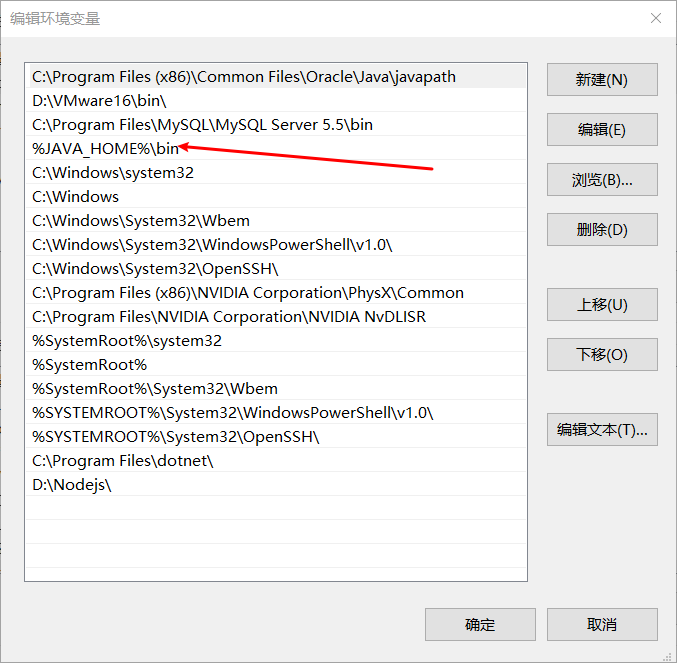 编辑环境变量
C:\Program Files (x86)\Common Files\Oracle\Java\javapath
D:\VMware16\bin\
C:\Program Files\MySQL\MySQL Server 5.5\bin
%JAVA_HOME%\bin
C:\Windows\system32
C:\Windows
C:\Windows\System32\Wbem
C:\Windows\System32\WindowsPowerShell\v1.0\
C:\Windows\System32\OpenSSH\
C:\Program Files (x86)\NVIDIA Corporation\PhysX\Common
C:\Program Files\NVIDIA Corporation\NVIDIA NvDLISR
%SystemRoot%\system32
%SystemRoot%
%SystemRoot%\System32\Wbem
%SYSTEMROOT%\System32\WindowsPowerShell\v1.0\
%SYSTEMROOT%\System32\OpenSSH\
C:\Program Files\dotnet\
D:\Nodejs\
新建(N)
编辑(E)
浏览(B)...
删除(D)
上移(U)
下移(O)
编辑文本(T)...
确定
取消